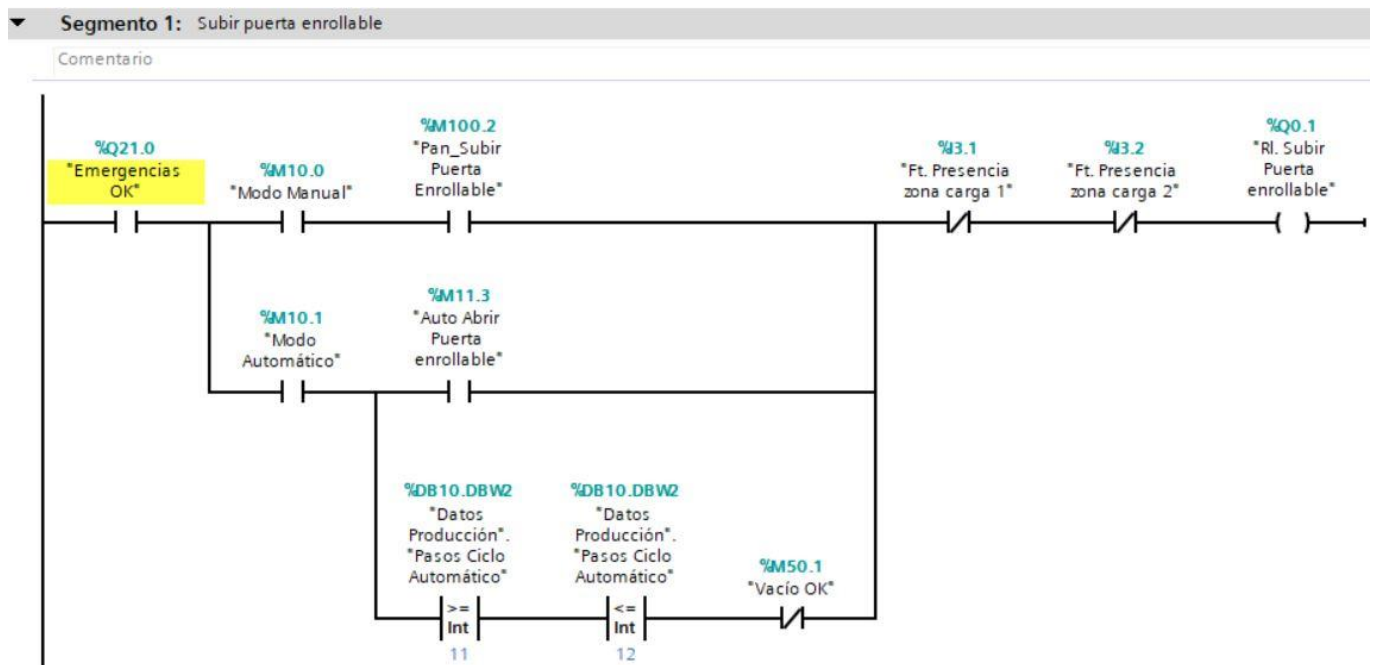 Segmento 1: Subir puerta enrollable
Comentario
%Q21.0
"Emergencias
OK"
%M10.0
"Modo Manual"
%M100.2
"Pan_Subir
Puerta
Enrollable"
%I3.1
"Ft. Presencia
zona carga 1"
%I3.2
"Ft. Presencia
zona carga 2"
%Q0.1
"Rl. Subir
Puerta
enrollable"
%M10.1
"Modo
Automático"
%M11.3
"Auto Abrir
Puerta
enrollable"
%DB10.DBW2
"Datos
Producción".
"Pasos Ciclo
Automático"
>=
Int
11
%DB10.DBW2
"Datos
Producción".
"Pasos Ciclo
Automático"
<=
Int
12
%M50.1
"Vacío OK"